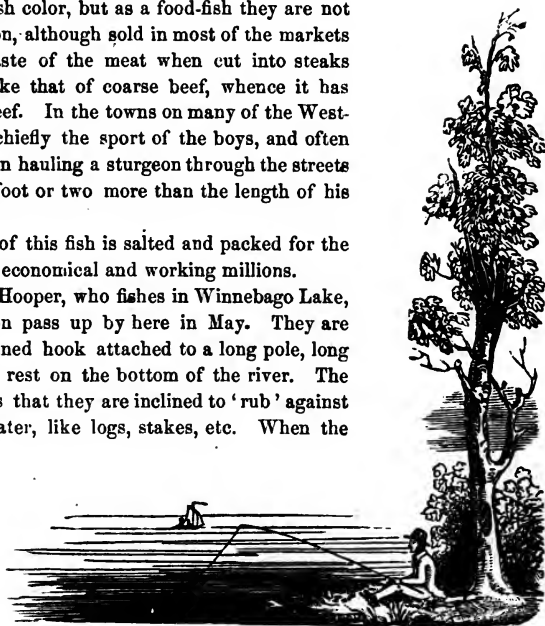 sh color, but as a food-fish they are not
n, although sold in most of the markets
ste of the meat when cut into steaks
ke that of coarse beef, whence it has
ef. In the towns on many of the West-
chiefly the sport of the boys, and often
n hauling a sturgeon through the streets
foot or two more than the length of his
of this fish is salted and packed for the
economical and working millions.
Hooper, who fishes in Winnebago Lake,
n pass up by here in May. They are
ned hook attached to a long pole, long
rest on the bottom of the river. The
s that they are inclined to ‘rub’ against
ater, like logs, stakes, etc. When the